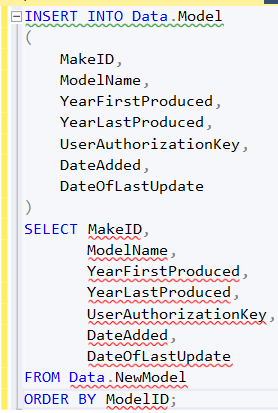 INSERT INTO Data.Model
(
MakeID,
ModelName,
YearFirstProduced,
YearLastProduced,
UserAuthorizationKey,
DateAdded,
DateOfLastUpdate
)
SELECT MakeID,
ModelName,
YearFirstProduced,
YearLastProduced,
UserAuthorizationKey,
DateAdded,
DateOfLastUpdate
FROM Data.NewModel
ORDER BY ModelID;